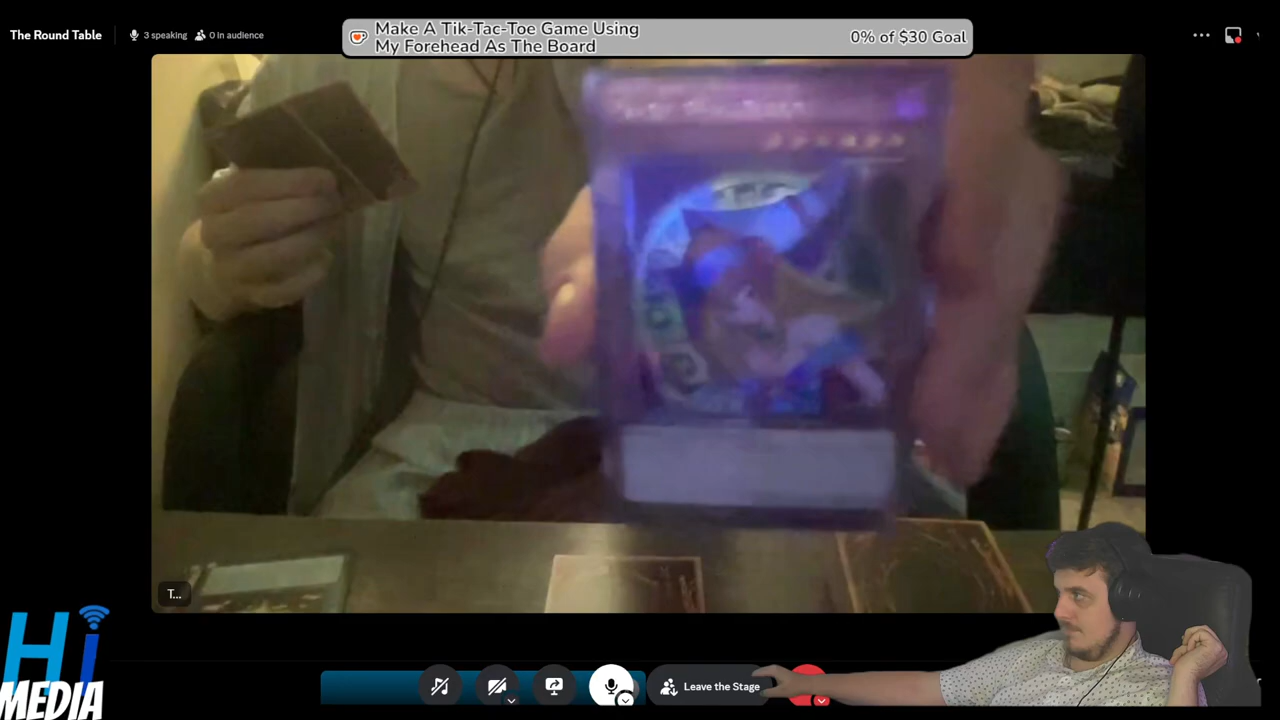 The Round Table
3 speaking
0 in audience
Make A Tik-Tac-Toe Game Using
My Forehead As The Board
0% of $30 Goal
T...
Hi
MEDIA
Leave the Stage